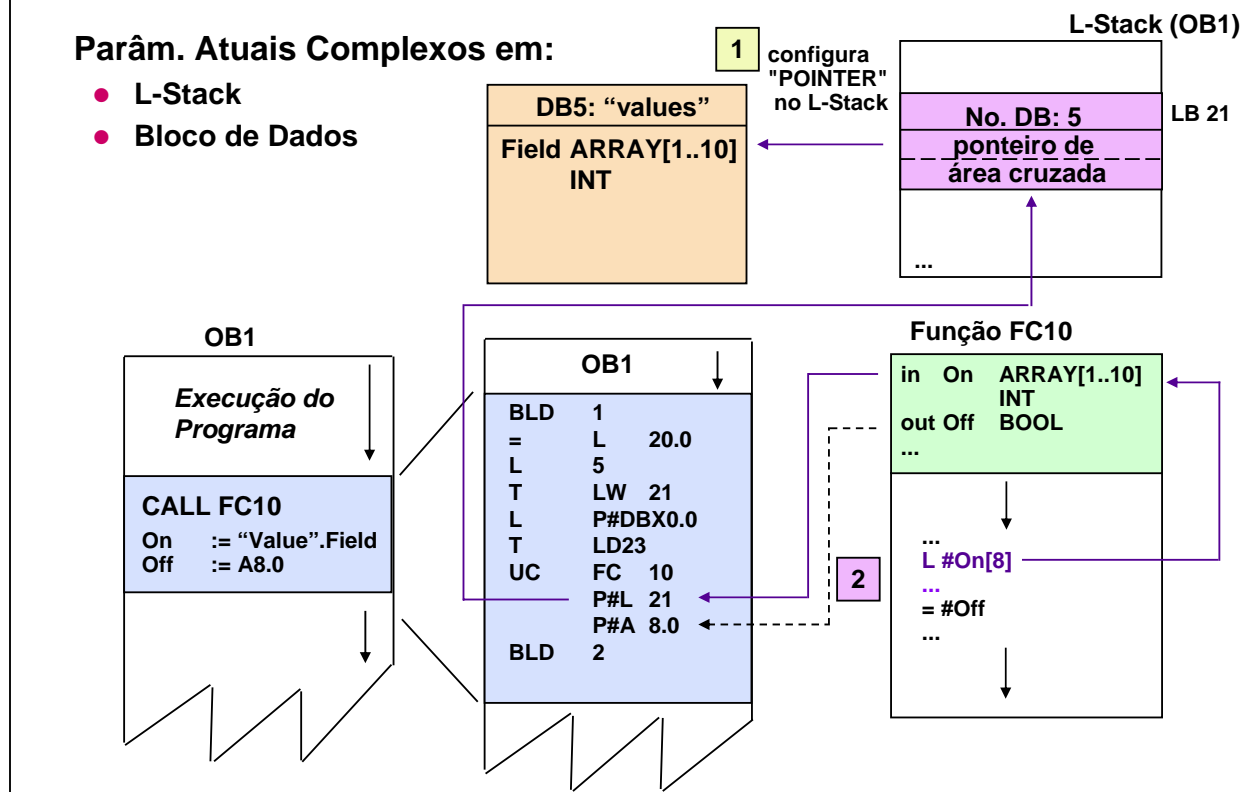 Parâm. Atuais Complexos em:
● L-Stack
● Bloco de Dados
1
configura
"POINTER"
no L-Stack
L-Stack (OB1)
DB5: “values”
Field ARRAY[1..10]
INT
No. DB: 5
ponteiro de
área cruzada
LB 21
...
OB1
Execução do
Programa
CALL FC10
On := “Value”.Field
Off := A8.0
OB1
BLD 1
= L 20.0
L 5
T LW 21
L P#DBX0.0
T LD23
UC FC 10
P#L 21
P#A 8.0
BLD 2
2
Função FC10
in On ARRAY[1..10]
INT
out Off BOOL
...
...
L #On[8]
...
= #Off
...